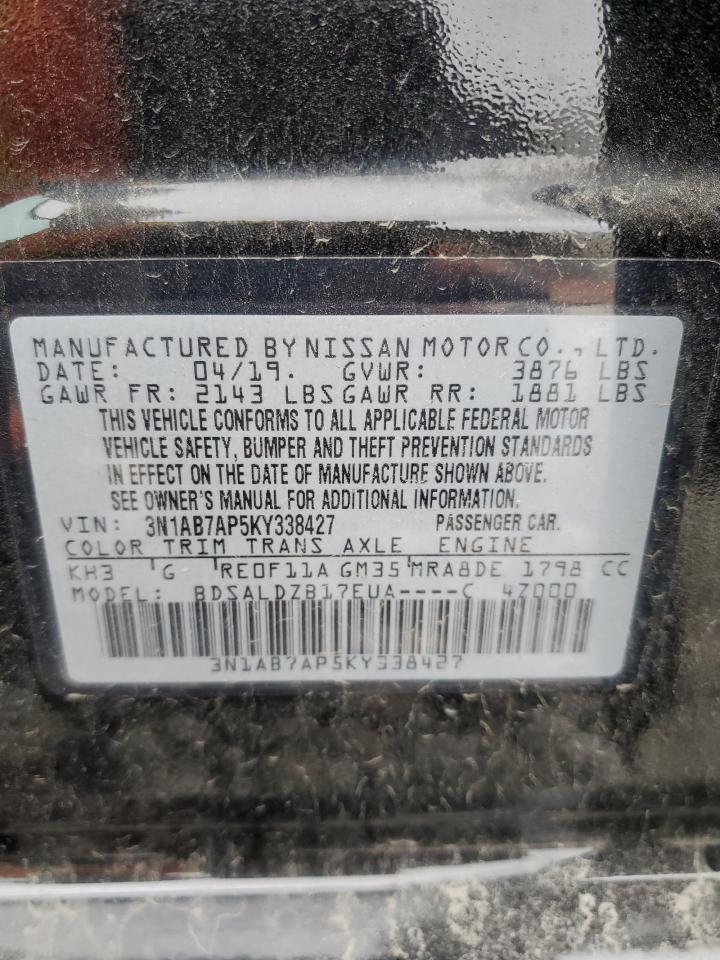 MANUFACTURED BY NISSAN MOTOR CO., LTD.
DATE: 04/19. GVWR: 3876 LBS
GAWR FR: 2143 LBS GAWR RR: 1881 LBS
THIS VEHICLE CONFORMS TO ALL APPLICABLE FEDERAL MOTOR
VEHICLE SAFETY, BUMPER AND THEFT PREVENTION STANDARDS
IN EFFECT ON THE DATE OF MANUFACTURE SHOWN ABOVE.
SEE OWNER'S MANUAL FOR ADDITIONAL INFORMATION.
VIN: 3N1AB7AP5KY338427 PASSENGER CAR.
COLOR TRIM TRANS AXLE ENGINE
KH3 'G 'RE0F11A GM35'MRA8DE 1798 CC
MODEL: BDSALDZB17EUA----C 4Z000
3N1AB7AP5KY338427